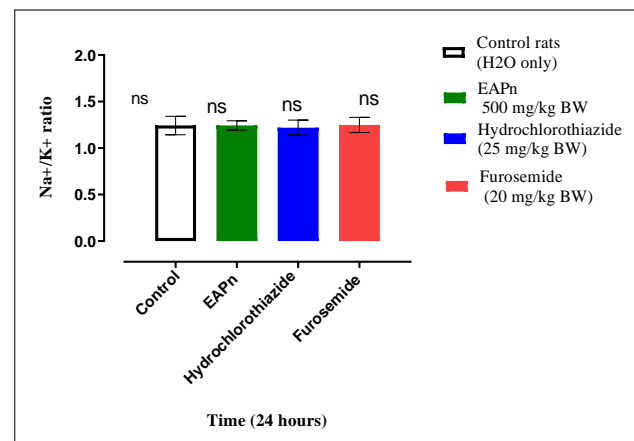 2.0
1.5
1.0
0.5
0.0
Na+/K+ ratio
ns
ns
ns
ns
Control
EAPn
Hydrochlorothiazide
Furosemide
Time (24 hours)
Control rats
(H2O only)
EAPn
500 mg/kg BW
Hydrochlorothiazide
(25 mg/kg BW)
Furosemide
(20 mg/kg BW)